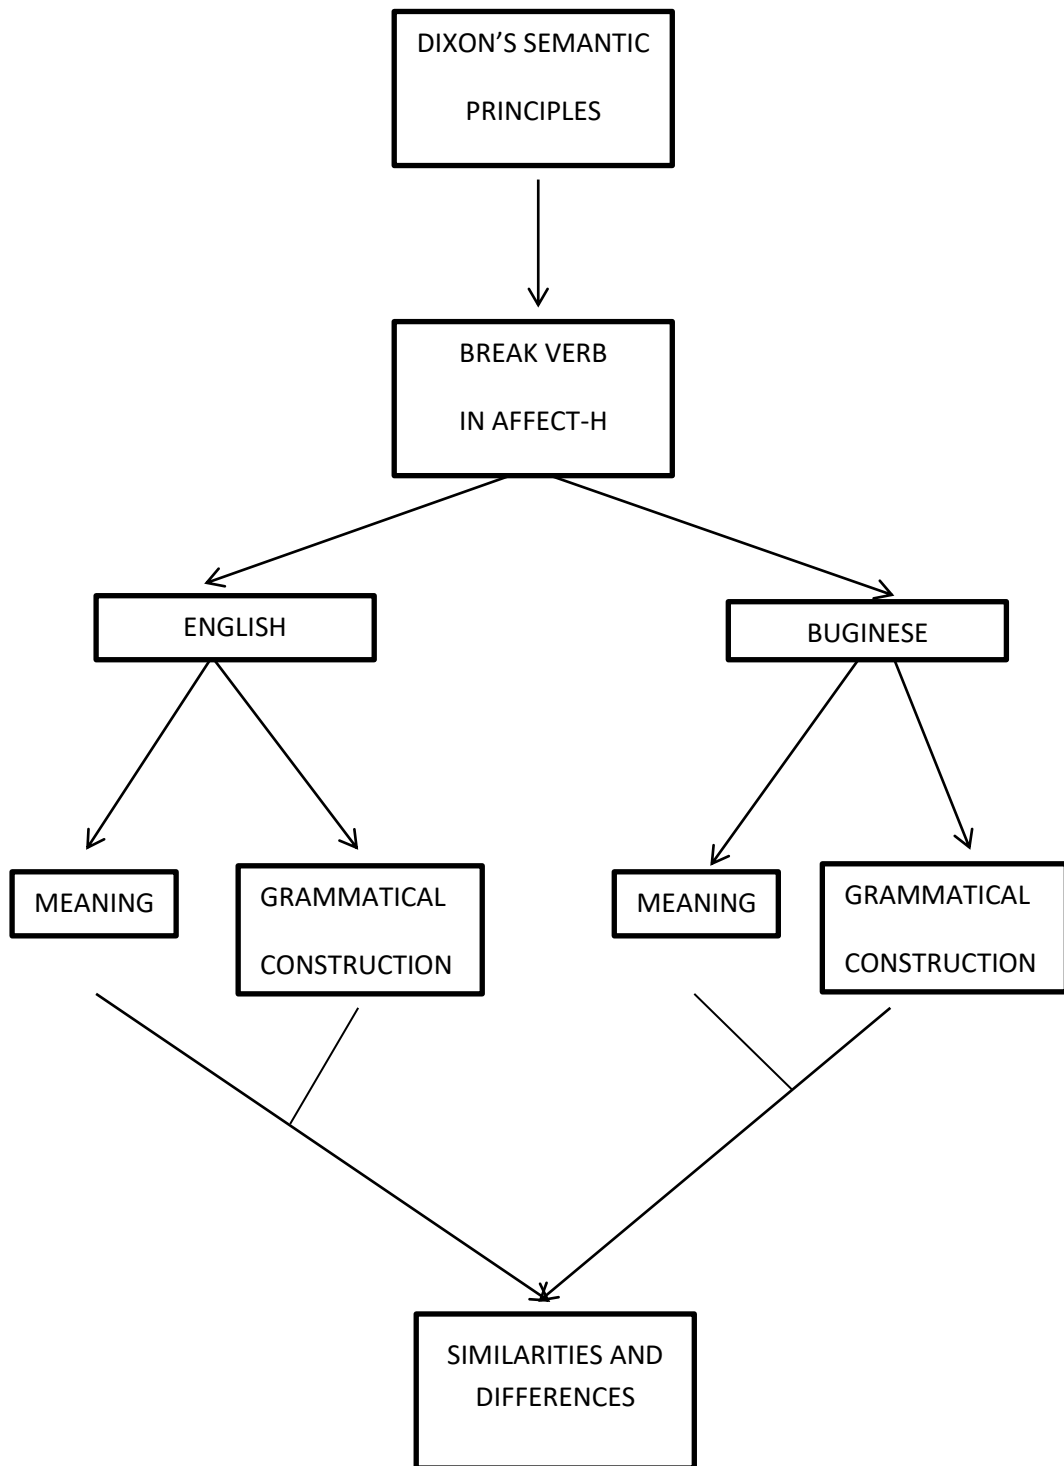 DIXON’S SEMANTIC
PRINCIPLES
BREAK VERB
IN AFFECT-H
ENGLISH
BUGINESE
MEANING
GRAMMATICAL
CONSTRUCTION
MEANING
GRAMMATICAL
CONSTRUCTION
SIMILARITIES AND
DIFFERENCES